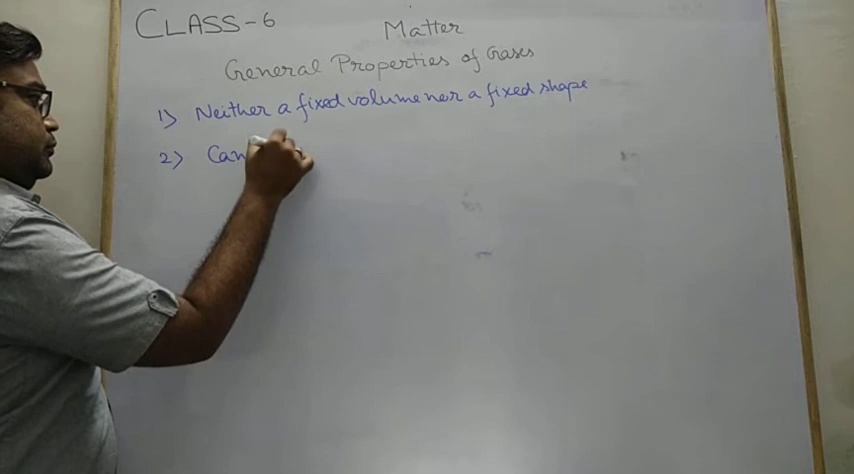 CLASS-6
Matter
General Properties of Gases
1) Neither a fixed volume nor a fixed shape
2) Can